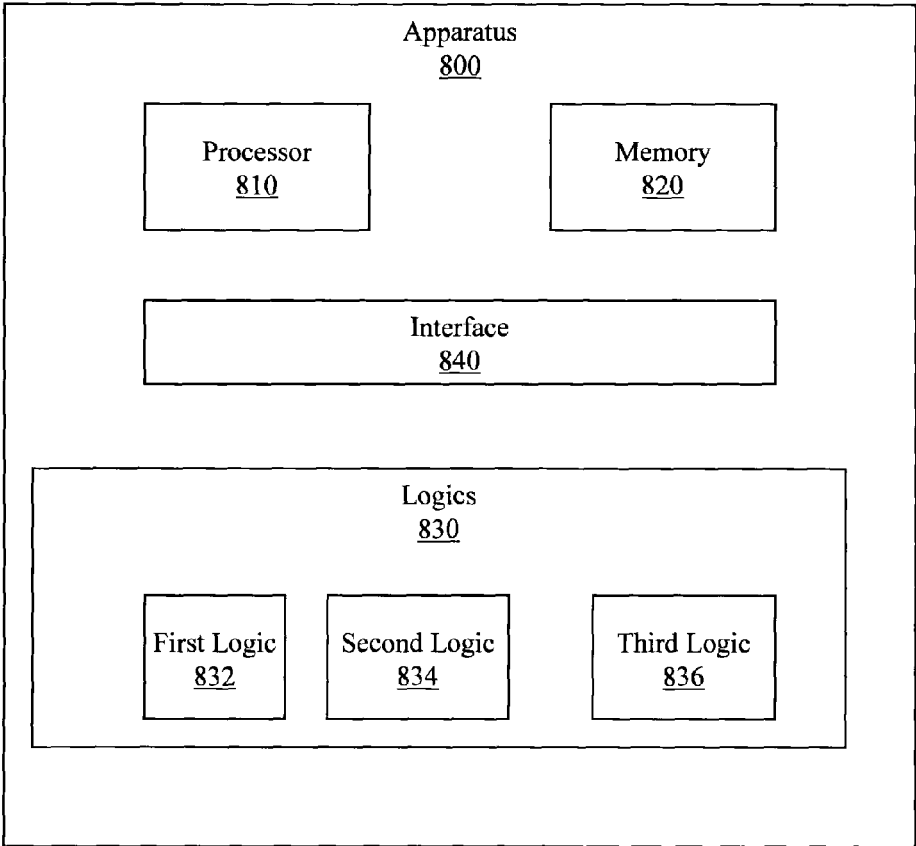 Apparatus
800
Processor
810
Memory
820
Interface
840
Logics
830
First Logic
832
Second Logic
834
Third Logic
836